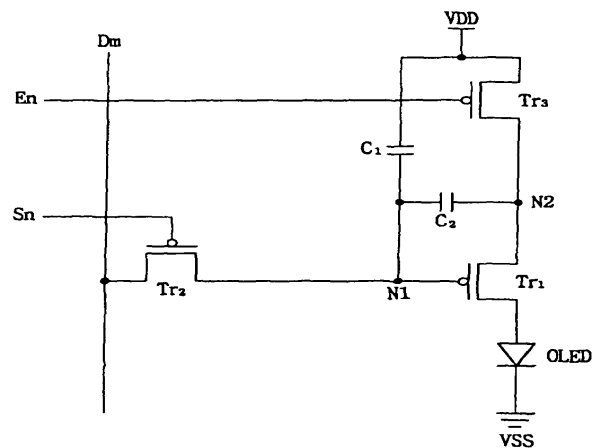 VDD
Dm
En
Tr₃
C₁
N2
C₂
Sn
Tr₂
N1
Tr₁
OLED
VSS